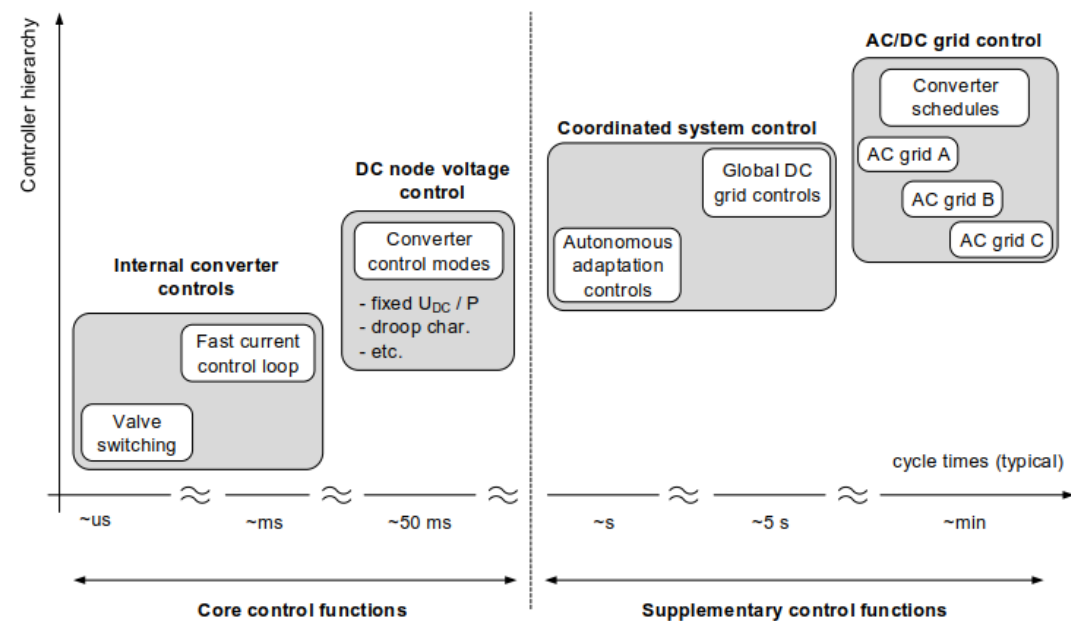 Controller hierarchy
AC/DC grid control
Converter
schedules
AC grid A
AC grid B
AC grid C
Coordinated system control
Global DC
grid controls
Autonomous
adaptation
controls
DC node voltage
control
Converter
control modes
- fixed UDC / P
- droop char.
- etc.
Internal converter
controls
Fast current
control loop
Valve
switching
cycle times (typical)
~us
~ms
~50 ms
~s
~5 s
~min
Core control functions
Supplementary control functions